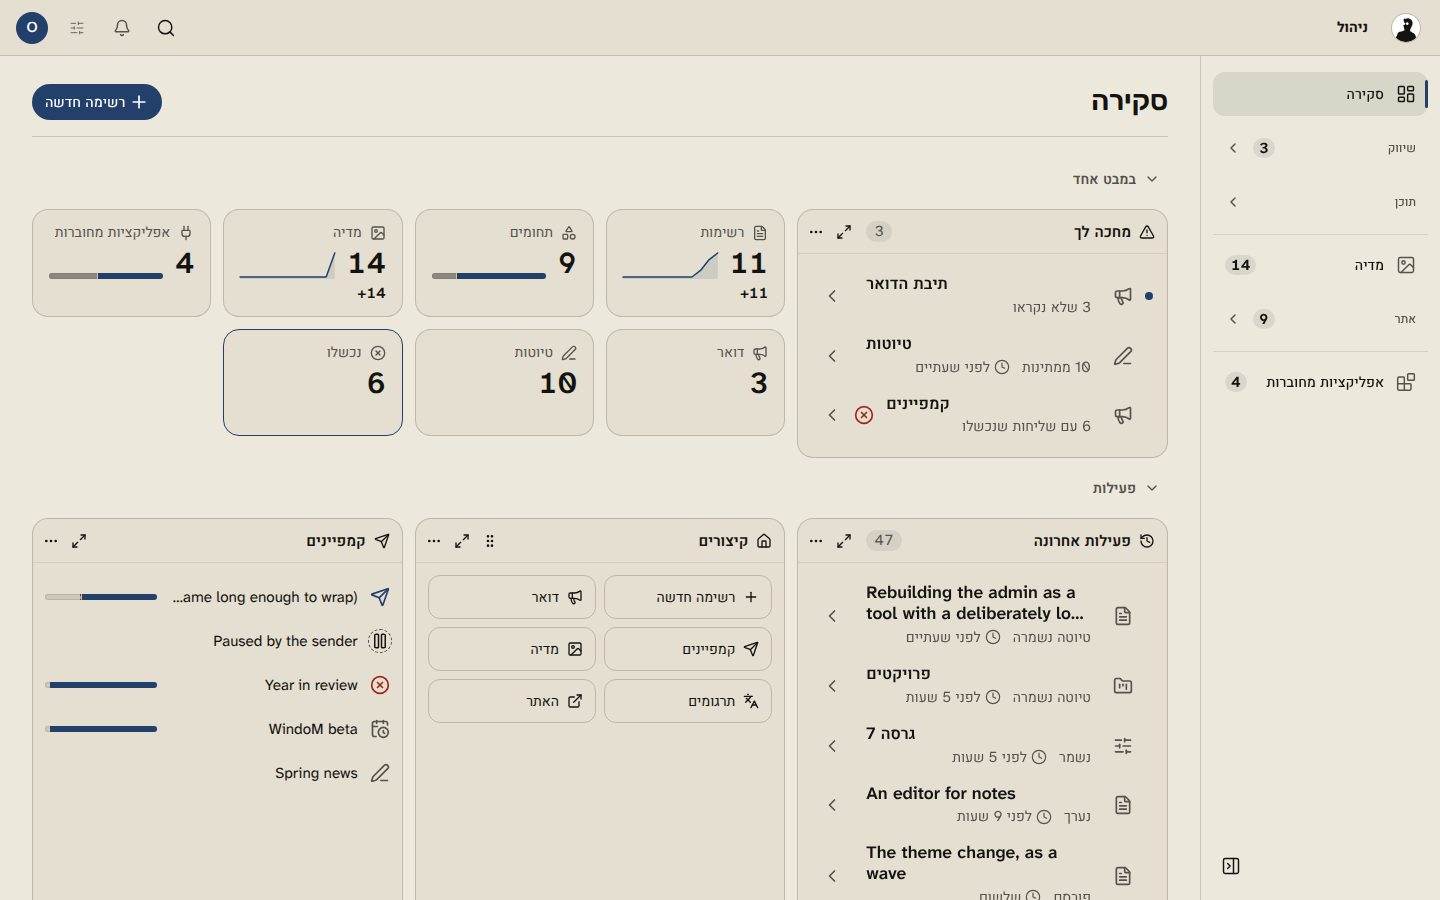 ניהול
O
סקירה
שיווק
3
תוכן
מדיה
14
אתר
9
אפליקציות מחוברות
4
סקירה
רשימה חדשה
במבט אחד
מחכה לך
3
תיבת הדואר
3 שלא נקראו
טיוטות
10 ממתינות לפני שעתיים
קמפיינים
6 עם שליחות שנכשלו
רשימות
11
+11
תחומים
9
מדיה
14
+14
אפליקציות מחוברות
4
דואר
3
טיוטות
10
נכשלו
6
פעילות
פעילות אחרונה
47
Rebuilding the admin as a
tool with a deliberately lo...
טיוטה נשמרה לפני שעתיים
פרויקטים
טיוטה נשמרה לפני 5 שעות
גרסה 7
נשמר לפני 5 שעות
An editor for notes
נערך לפני 9 שעות
The theme change, as a
wave
פורסם שלשום
קיצורים
רשימה חדשה
דואר
קמפיינים
מדיה
תרגומים
האתר
קמפיינים
...ame long enough to wrap)
Paused by the sender
Year in review
WindoM beta
Spring news